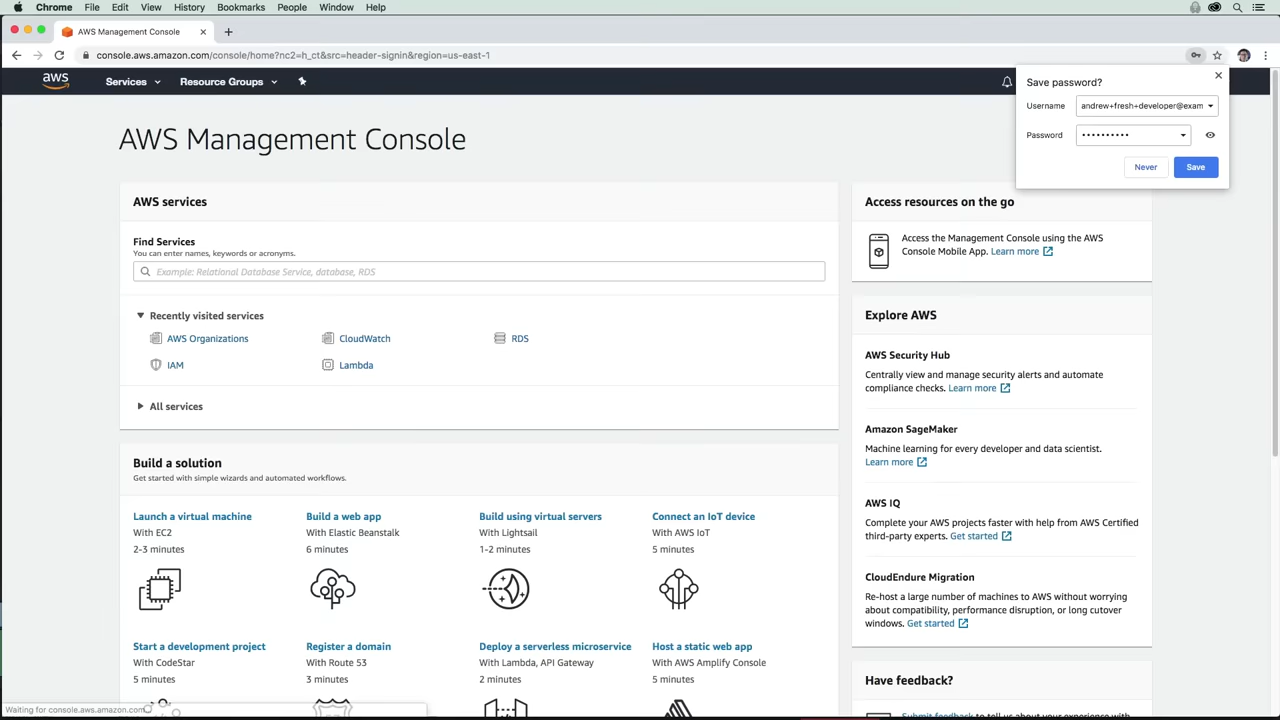 Chrome File Edit View History Bookmarks People Window Help
AWS Management Console
console.aws.amazon.com/console/home?nc2=h_ct&src=header-signin&region=us-east-1
aws Services Resource Groups
Save password?
Username andrew+fresh+developer@exam
Password ••••••••••
Never Save
AWS Management Console
AWS services
Find Services
You can enter names, keywords or acronyms.
Example: Relational Database Service, database, RDS
Recently visited services
AWS Organizations CloudWatch RDS
IAM Lambda
All services
Build a solution
Get started with simple wizards and automated workflows.
Launch a virtual machine
With EC2
2-3 minutes
Build a web app
With Elastic Beanstalk
6 minutes
Build using virtual servers
With Lightsail
1-2 minutes
Connect an IoT device
With AWS IoT
5 minutes
Start a development project
With CodeStar
5 minutes
Register a domain
With Route 53
3 minutes
Deploy a serverless microservice
With Lambda, API Gateway
2 minutes
Host a static web app
With AWS Amplify Console
5 minutes
Access resources on the go
Access the Management Console using the AWS
Console Mobile App. Learn more
Explore AWS
AWS Security Hub
Centrally view and manage security alerts and automate
compliance checks. Learn more
Amazon SageMaker
Machine learning for every developer and data scientist.
Learn more
AWS IQ
Complete your AWS projects faster with help from AWS Certified
third-party experts. Get started
CloudEndure Migration
Re-host a large number of machines to AWS without worrying
about compatibility, performance disruption, or long cutover
windows. Get started
Have feedback?
Submit feedback to tell us about your experience with
Waiting for console.aws.amazon.com